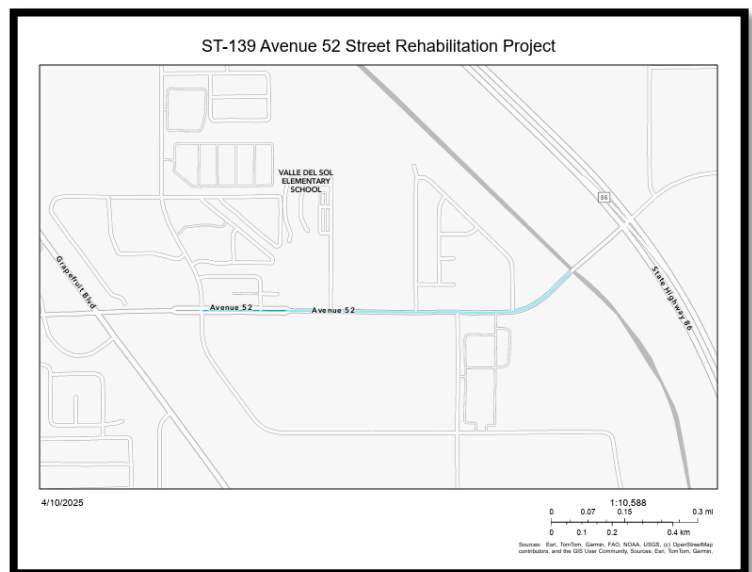 ST-139 Avenue 52 Street Rehabilitation Project
VALLE DEL SOL
ELEMENTARY
SCHOOL
86
Grapefruit Blvd
State Highway 86
Avenue 52
Avenue 52
4/10/2025
1:10,588
0 0.07 0.15 0.3 mi
0 0.1 0.2 0.4 km
Sources: Esri, TomTom, Garmin, FAO, NOAA, USGS, (c) OpenStreetMap
contributors, and the GIS User Community, Sources: Esri, TomTom, Garmin,